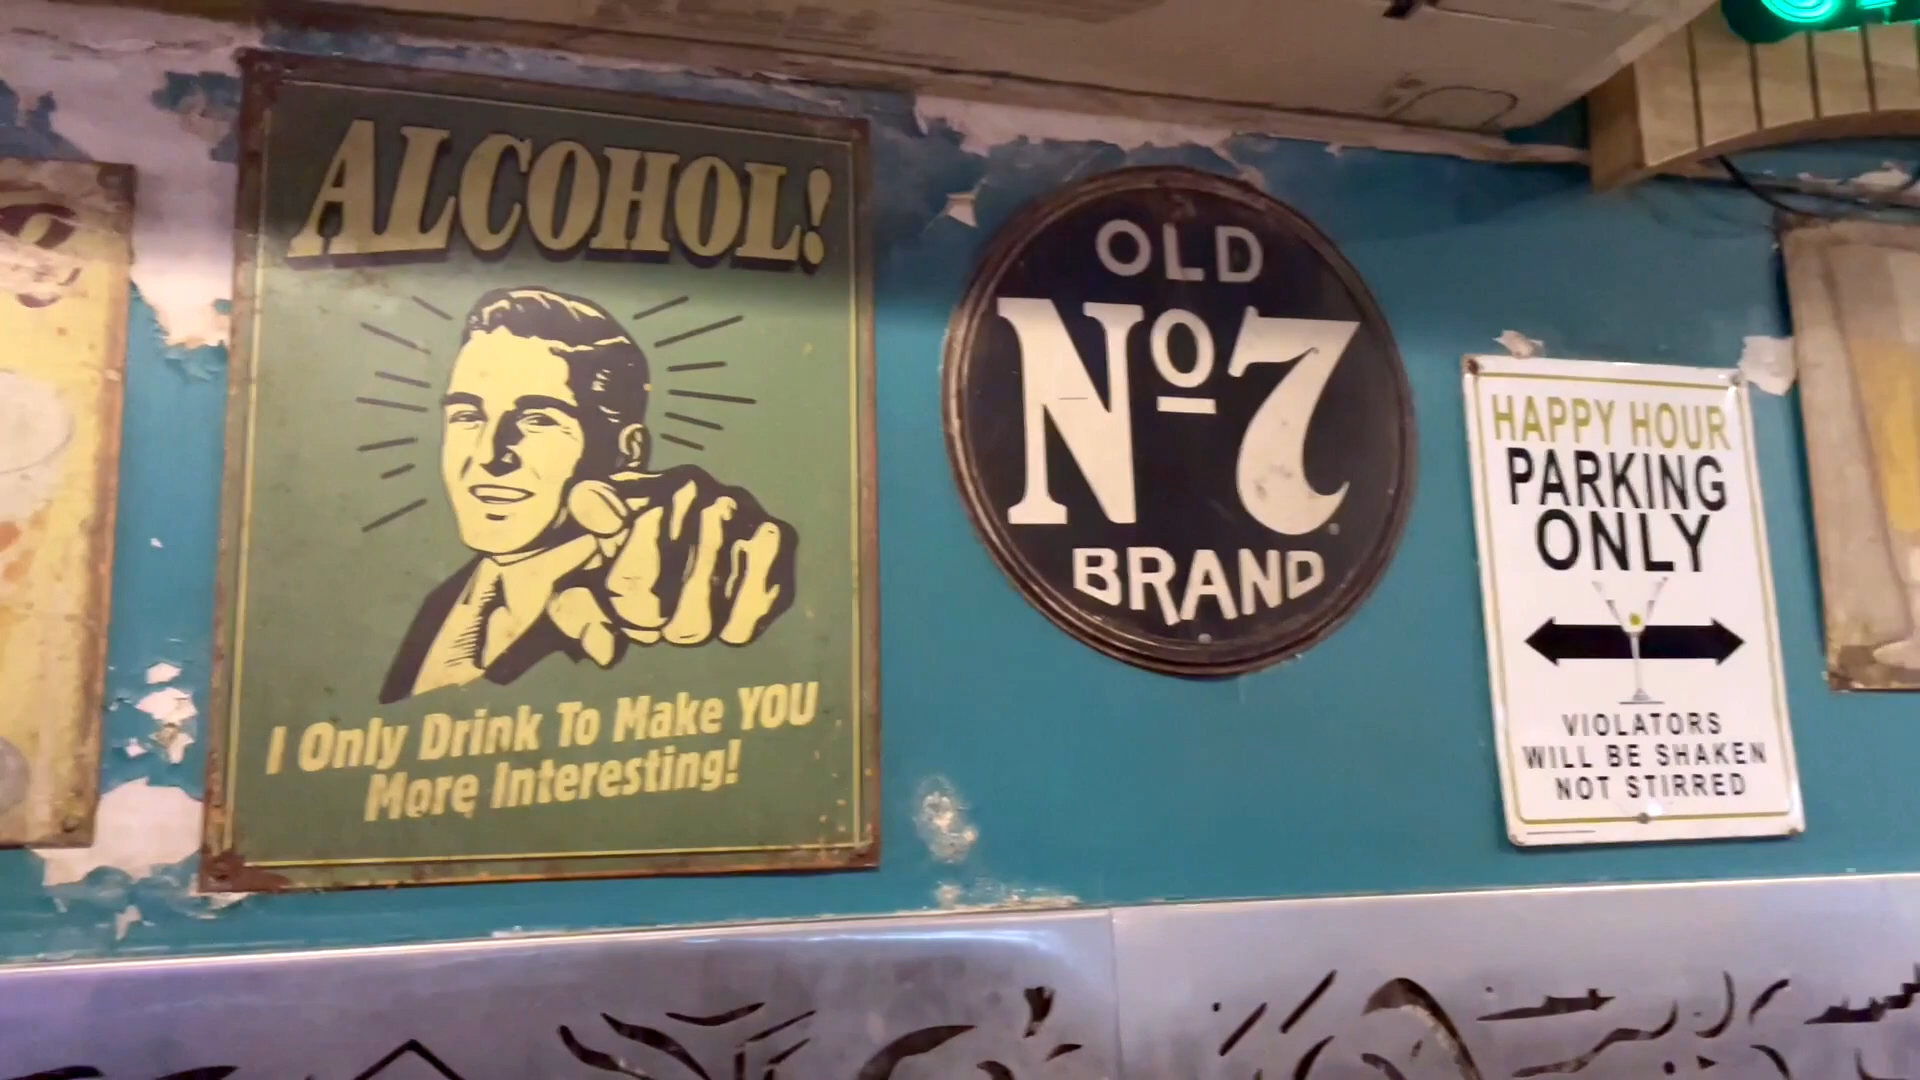 ALCOHOL!
I Only Drink To Make YOU
More Interesting!
OLD
No 7
BRAND
HAPPY HOUR
PARKING
ONLY
VIOLATORS
WILL BE SHAKEN
NOT STIRRED